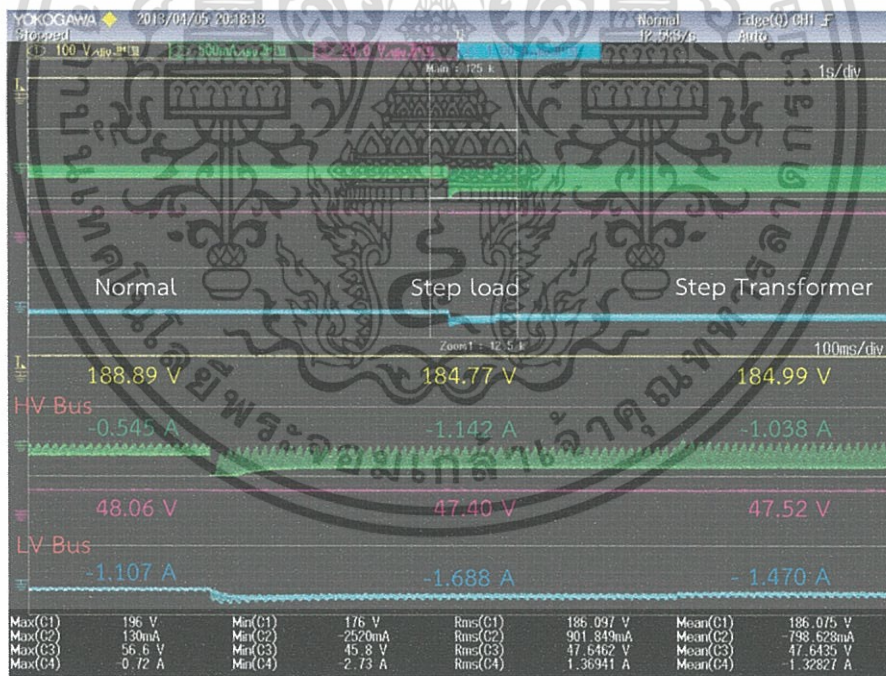 YOKOGAWA 2013/04/05 20:18:18 Normal Edge(Q) CH1
Stopped 12.5kS/s Auto
100 V/div 500mA/div 20.0 V/div
Main : 125 k 1s/div
Normal Step load Step Transformer
Zoom1 : 12.5 k 100ms/div
188.89 V 184.77 V 184.99 V
HV Bus
-0.545 A -1.142 A -1.038 A
48.06 V 47.40 V 47.52 V
LV Bus
-1.107 A -1.688 A - 1.470 A
Max(C1) 196 V Min(C1) 176 V Rms(C1) 186.097 V Mean(C1) 186.075 V
Max(C2) 130mA Min(C2) -2520mA Rms(C2) 901.849mA Mean(C2) -798.628mA
Max(C3) 56.6 V Min(C3) 45.8 V Rms(C3) 47.6462 V Mean(C3) 47.6435 V
Max(C4) -0.72 A Min(C4) -2.73 A Rms(C4) 1.36941 A Mean(C4) -1.32827 A